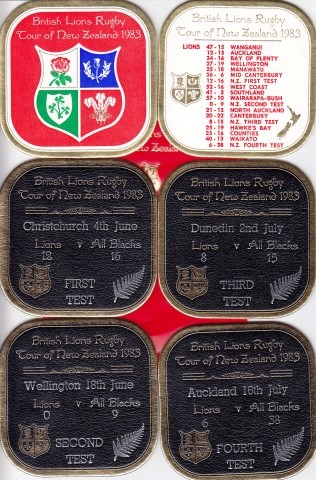 British Lions Rugby
Tour of New Zealand 1983
British Lions Rugby
Tour of New Zealand 1983
LIONS 47-15 WANGANUI
12-13 AUCKLAND
34-16 BAY OF PLENTY
27-19 WELLINGTON
25-18 MANAWATU
26-6 MID CANTERBURY
12-16 N.Z. FIRST TEST
52-16 WEST COAST
41-3 SOUTHLAND
57-10 WAIRARAPA-BUSH
0-9 N.Z. SECOND TEST
21-12 NORTH AUCKLAND
20-22 CANTERBURY
8-15 N.Z. THIRD TEST
25-19 HAWKE'S BAY
25-16 COUNTIES
40-13 WAIKATO
6-38 N.Z. FOURTH TEST
British Lions Rugby
Tour of New Zealand 1983
Christchurch 4th June
Lions v All Blacks
12 16
FIRST
TEST
British Lions Rugby
Tour of New Zealand 1983
Dunedin 2nd July
Lions v All Blacks
8 15
THIRD
TEST
British Lions Rugby
Tour of New Zealand 1983
Wellington 18th June
Lions v All Blacks
0 9
SECOND
TEST
British Lions Rugby
Tour of New Zealand 1983
Auckland 16th July
Lions v All Blacks
6 38
FOURTH
TEST